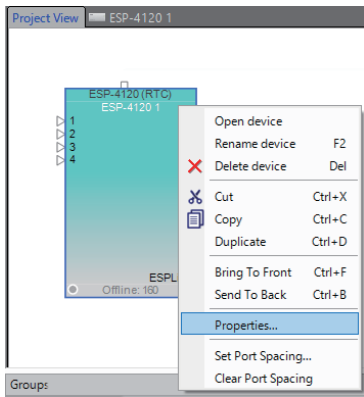 Project View ESP-4120 1
ESP-4120 (RTC)
ESP-4120 1
1
2
3
4
ESPL
Offline: 160
Open device
Rename device F2
Delete device Del
Cut Ctrl+X
Copy Ctrl+C
Duplicate Ctrl+D
Bring To Front Ctrl+F
Send To Back Ctrl+B
Properties...
Set Port Spacing...
Clear Port Spacing
Groups